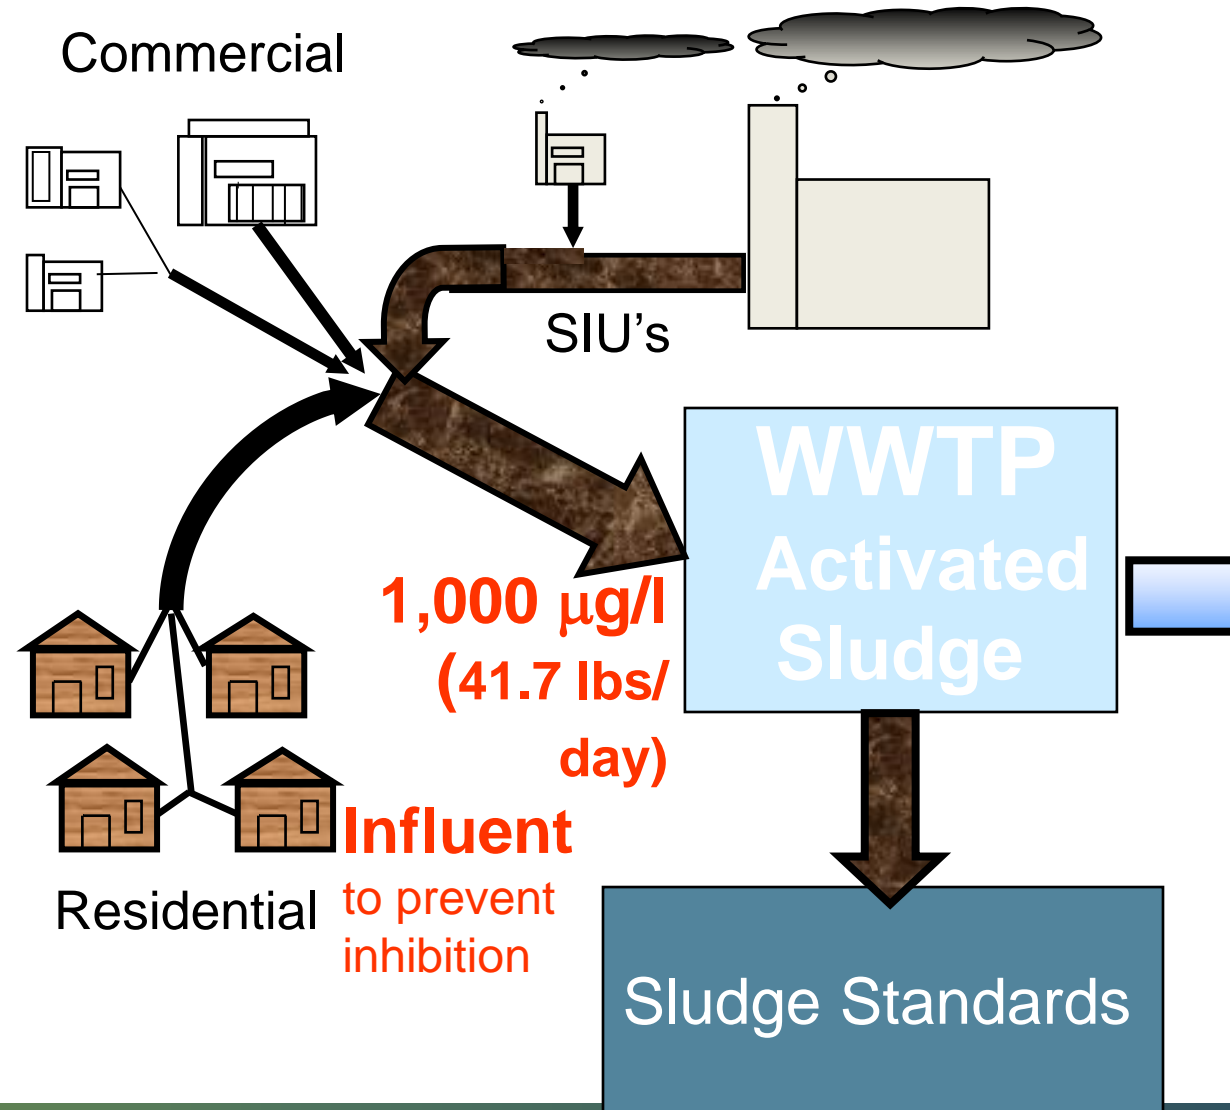 Commercial
SIU’s
WWTP
Activated
Sludge
1,000 μg/l
(41.7 lbs/
day)
Influent
to prevent
inhibition
Residential
Sludge Standards